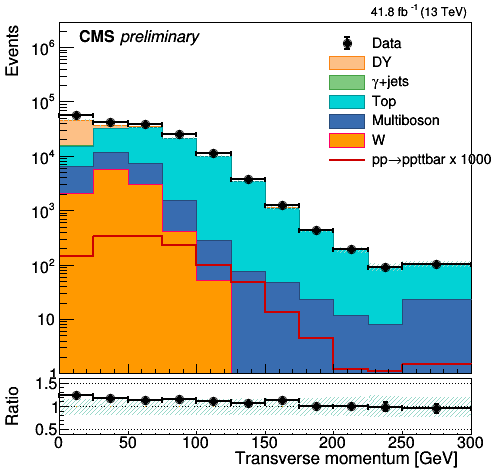 41.8 fb⁻¹ (13 TeV)
CMS preliminary
Events
10⁶
10⁵
10⁴
10³
10²
10
1
Data
DY
γ+jets
Top
Multiboson
W
pp→ppttbar x 1000
Ratio
1.5
1
0.5
0 50 100 150 200 250 300
Transverse momentum [GeV]